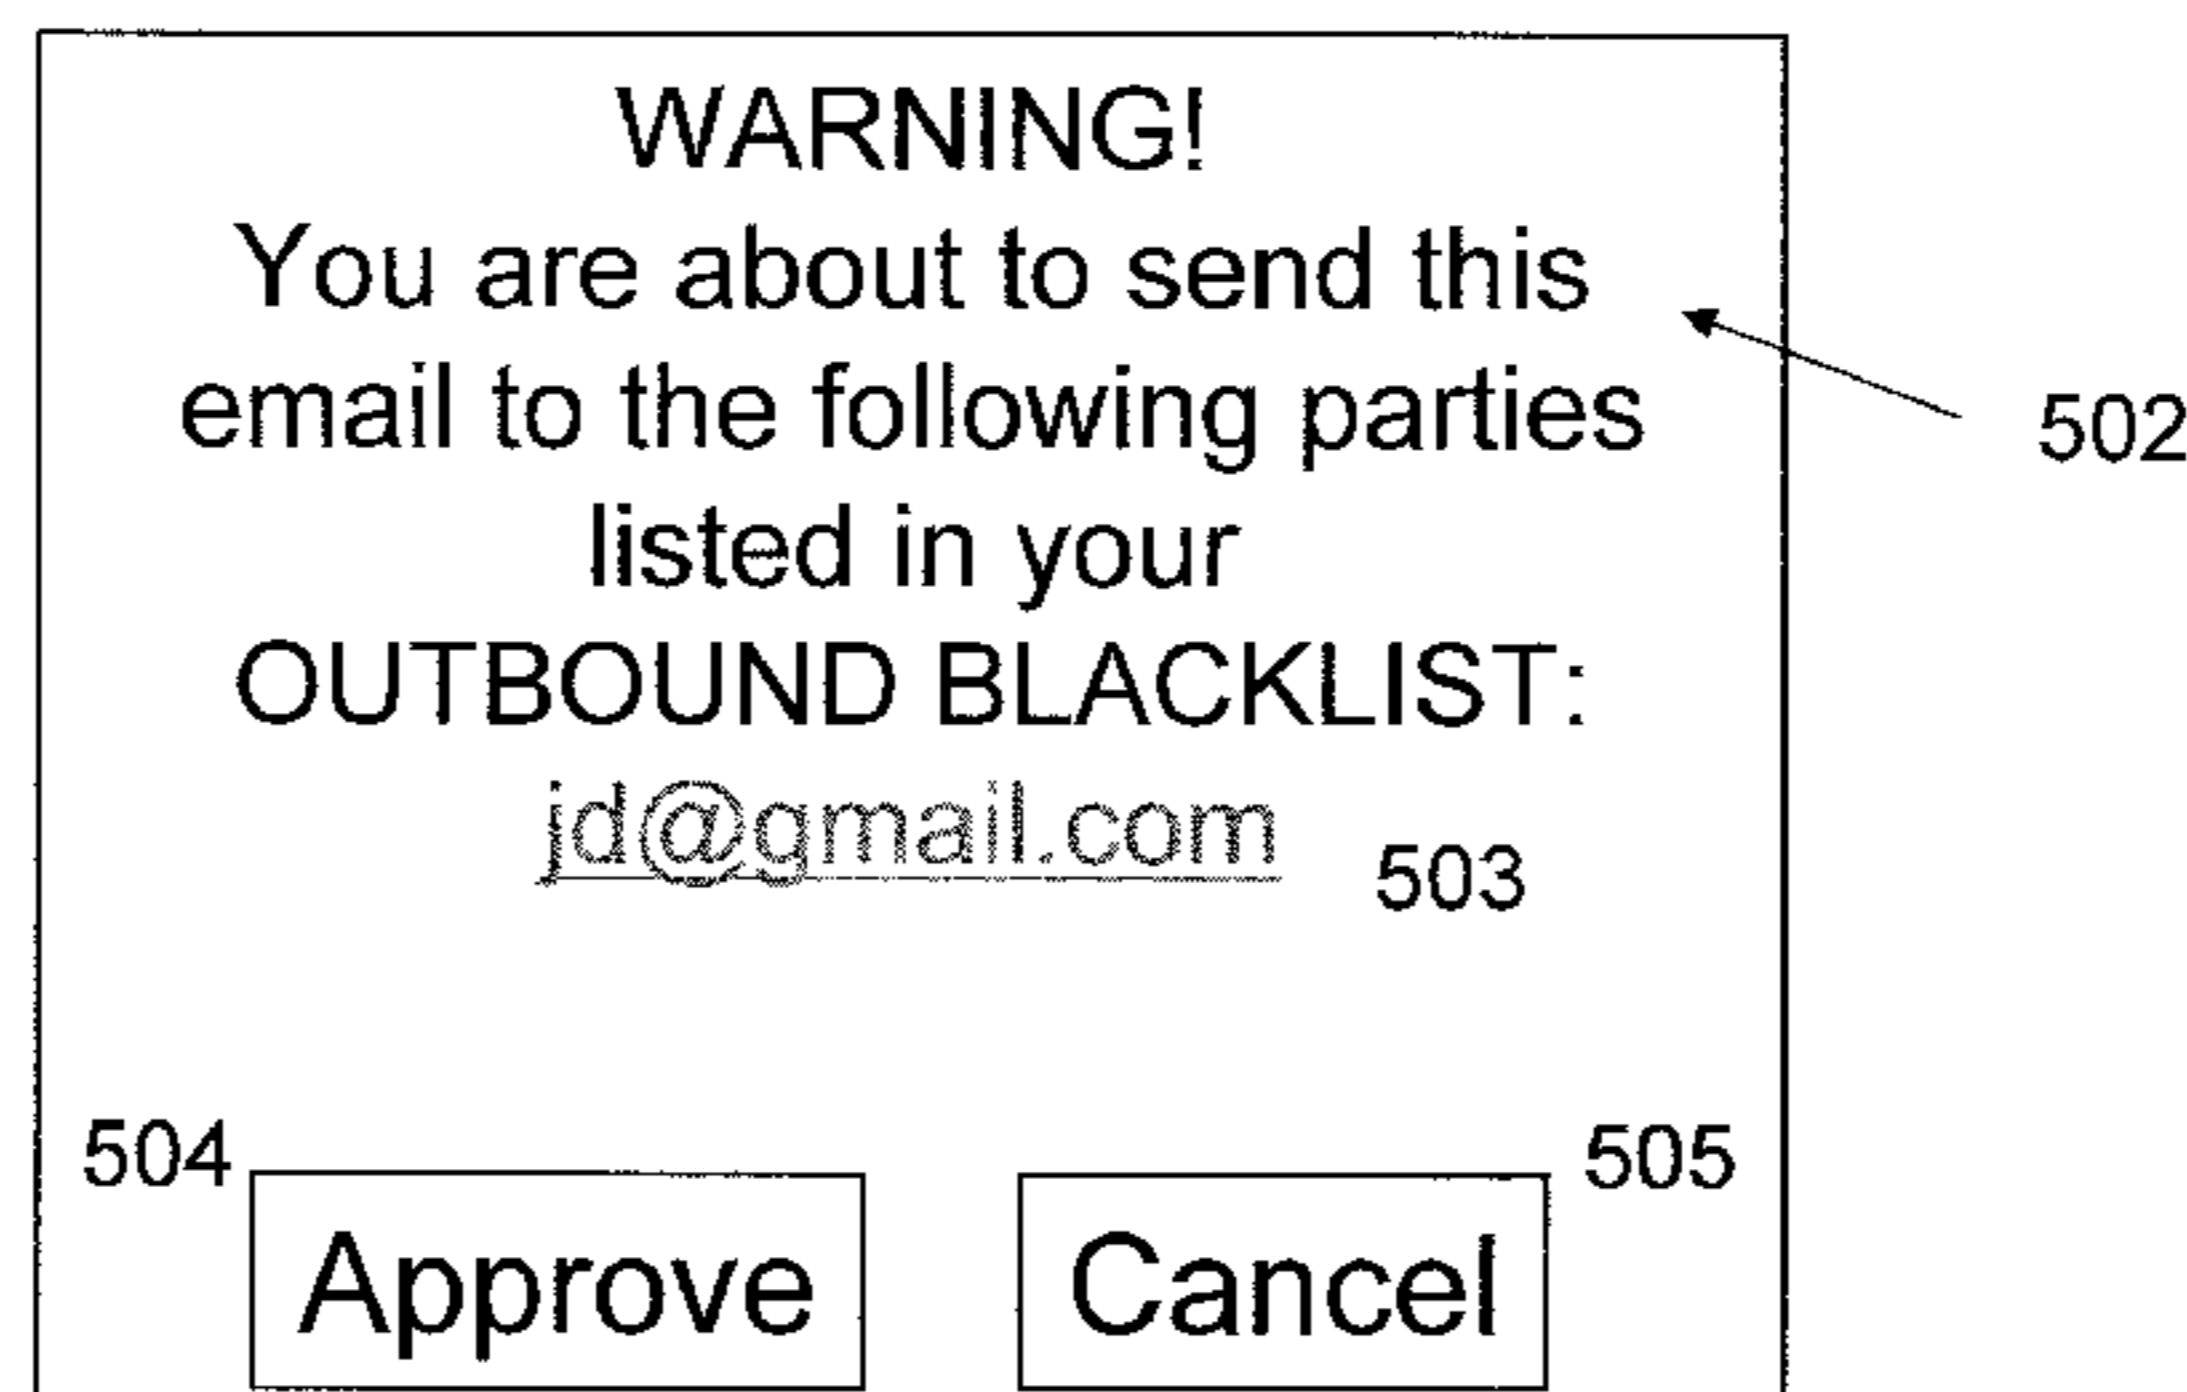 WARNING!
You are about to send this
email to the following parties
502
listed in your
OUTBOUND BLACKLIST:
jd@gmail.com
503
504
505
Approve
Cancel